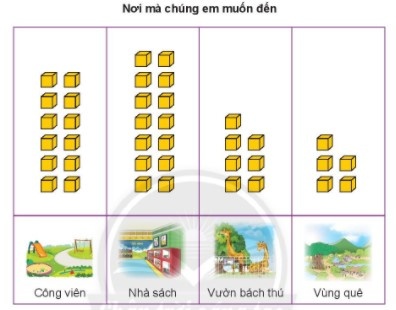 Nơi mà chúng em muốn đến
Công viên
Nhà sách
Vườn bách thú
Vùng quê